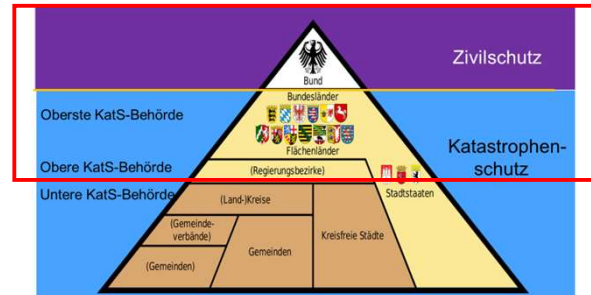 Zivilschutz
Bund
Bundesländer
Oberste KatS-Behörde
Flächenländer
Katastrophen-
schutz
Obere KatS-Behörde
(Regierungsbezirke)
Stadtstaaten
Untere KatS-Behörde
(Land-)Kreise
(Gemeinde-
verbände)
Gemeinden
Kreisfreie Städte
(Gemeinden)